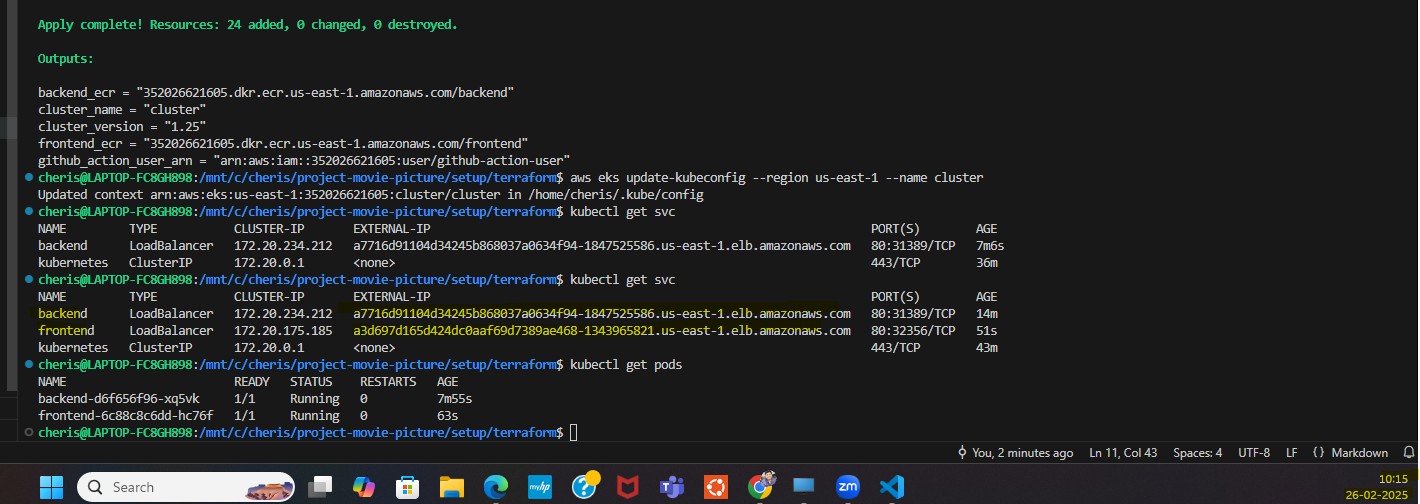 Apply complete! Resources: 24 added, 0 changed, 0 destroyed.
Outputs:
backend_ecr = "352026621605.dkr.ecr.us-east-1.amazonaws.com/backend"
cluster_name = "cluster"
cluster_version = "1.25"
frontend_ecr = "352026621605.dkr.ecr.us-east-1.amazonaws.com/frontend"
github_action_user_arn = "arn:aws:iam::352026621605:user/github-action-user"
cheris@LAPTOP-FC8GH898:/mnt/c/cheris/project-movie-picture/setup/terraform$ aws eks update-kubeconfig --region us-east-1 --name cluster
Updated context arn:aws:eks:us-east-1:352026621605:cluster/cluster in /home/cheris/.kube/config
cheris@LAPTOP-FC8GH898:/mnt/c/cheris/project-movie-picture/setup/terraform$ kubectl get svc
NAME TYPE CLUSTER-IP EXTERNAL-IP PORT(S) AGE
backend LoadBalancer 172.20.234.212 a7716d91104d34245b868037a0634f94-1847525586.us-east-1.elb.amazonaws.com 80:31389/TCP 7m6s
kubernetes ClusterIP 172.20.0.1 <none> 443/TCP 36m
cheris@LAPTOP-FC8GH898:/mnt/c/cheris/project-movie-picture/setup/terraform$ kubectl get svc
NAME TYPE CLUSTER-IP EXTERNAL-IP PORT(S) AGE
backend LoadBalancer 172.20.234.212 a7716d91104d34245b868037a0634f94-1847525586.us-east-1.elb.amazonaws.com 80:31389/TCP 14m
frontend LoadBalancer 172.20.175.185 a3d697d165d424dc0aaf69d7389ae468-1343965821.us-east-1.elb.amazonaws.com 80:32356/TCP 51s
kubernetes ClusterIP 172.20.0.1 <none> 443/TCP 43m
cheris@LAPTOP-FC8GH898:/mnt/c/cheris/project-movie-picture/setup/terraform$ kubectl get pods
NAME READY STATUS RESTARTS AGE
backend-d6f656f96-xq5vk 1/1 Running 0 7m55s
frontend-6c88c8c6dd-hc76f 1/1 Running 0 63s
cheris@LAPTOP-FC8GH898:/mnt/c/cheris/project-movie-picture/setup/terraform$
You, 2 minutes ago Ln 11, Col 43 Spaces: 4 UTF-8 LF {} Markdown
Search myhp zm 10:15
26-02-2025